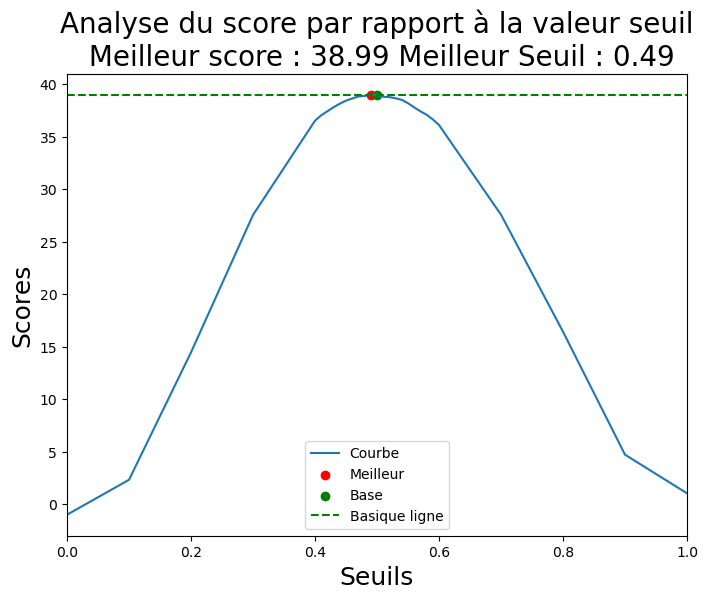 Analyse du score par rapport à la valeur seuil
Meilleur score : 38.99 Meilleur Seuil : 0.49
Scores
40
35
30
25
20
15
10
5
0
0.0
0.2
0.4
0.6
0.8
1.0
Seuils
Courbe
Meilleur
Base
Basique ligne